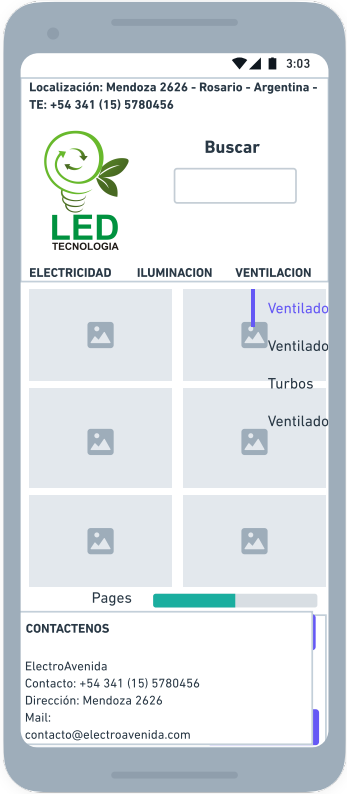 3:03
Localización: Mendoza 2626 - Rosario - Argentina -
TE: +54 341 (15) 5780456
Buscar
LED
TECNOLOGIA
ELECTRICIDAD ILUMINACION VENTILACION
Ventilado
Ventilado
Turbos
Ventilado
Pages
CONTACTENOS
ElectroAvenida
Contacto: +54 341 (15) 5780456
Dirección: Mendoza 2626
Mail:
contacto@electroavenida.com